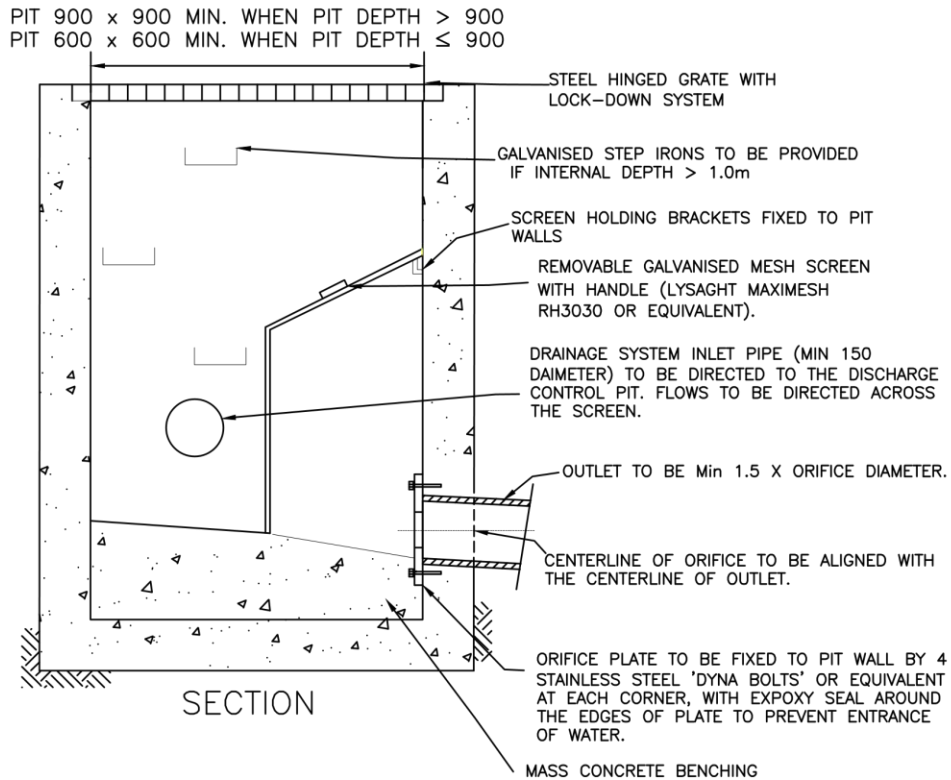 PIT 900 x 900 MIN. WHEN PIT DEPTH > 900
PIT 600 x 600 MIN. WHEN PIT DEPTH ≤ 900
STEEL HINGED GRATE WITH
LOCK-DOWN SYSTEM
GALVANISED STEP IRONS TO BE PROVIDED
IF INTERNAL DEPTH > 1.0m
SCREEN HOLDING BRACKETS FIXED TO PIT
WALLS
REMOVABLE GALVANISED MESH SCREEN
WITH HANDLE (LYSAGHT MAXIMESH
RH3030 OR EQUIVALENT).
DRAINAGE SYSTEM INLET PIPE (MIN 150
DAIMETER) TO BE DIRECTED TO THE DISCHARGE
CONTROL PIT. FLOWS TO BE DIRECTED ACROSS
THE SCREEN.
OUTLET TO BE Min 1.5 X ORIFICE DIAMETER.
CENTERLINE OF ORIFICE TO BE ALIGNED WITH
THE CENTERLINE OF OUTLET.
ORIFICE PLATE TO BE FIXED TO PIT WALL BY 4
STAINLESS STEEL 'DYNA BOLTS' OR EQUIVALENT
AT EACH CORNER, WITH EXPOXY SEAL AROUND
THE EDGES OF PLATE TO PREVENT ENTRANCE
OF WATER.
MASS CONCRETE BENCHING
SECTION